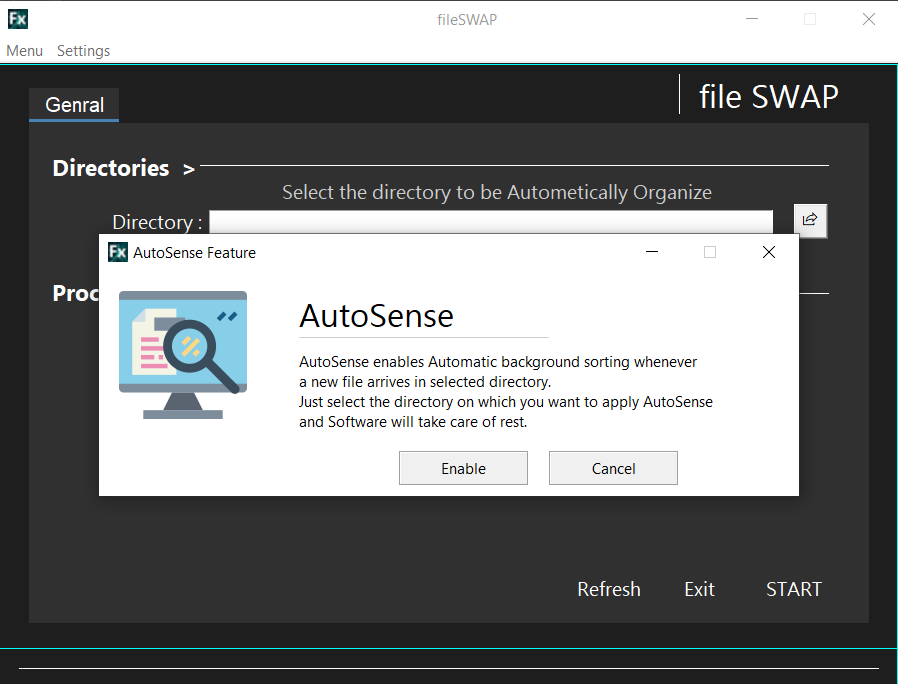 Fx fileSWAP
Menu Settings
Genral
file SWAP
Directories >
Select the directory to be Autometically Organize
Directory :
Fx AutoSense Feature
Proc
AutoSense
AutoSense enables Automatic background sorting whenever
a new file arrives in selected directory.
Just select the directory on which you want to apply AutoSense
and Software will take care of rest.
Enable Cancel
Refresh Exit START